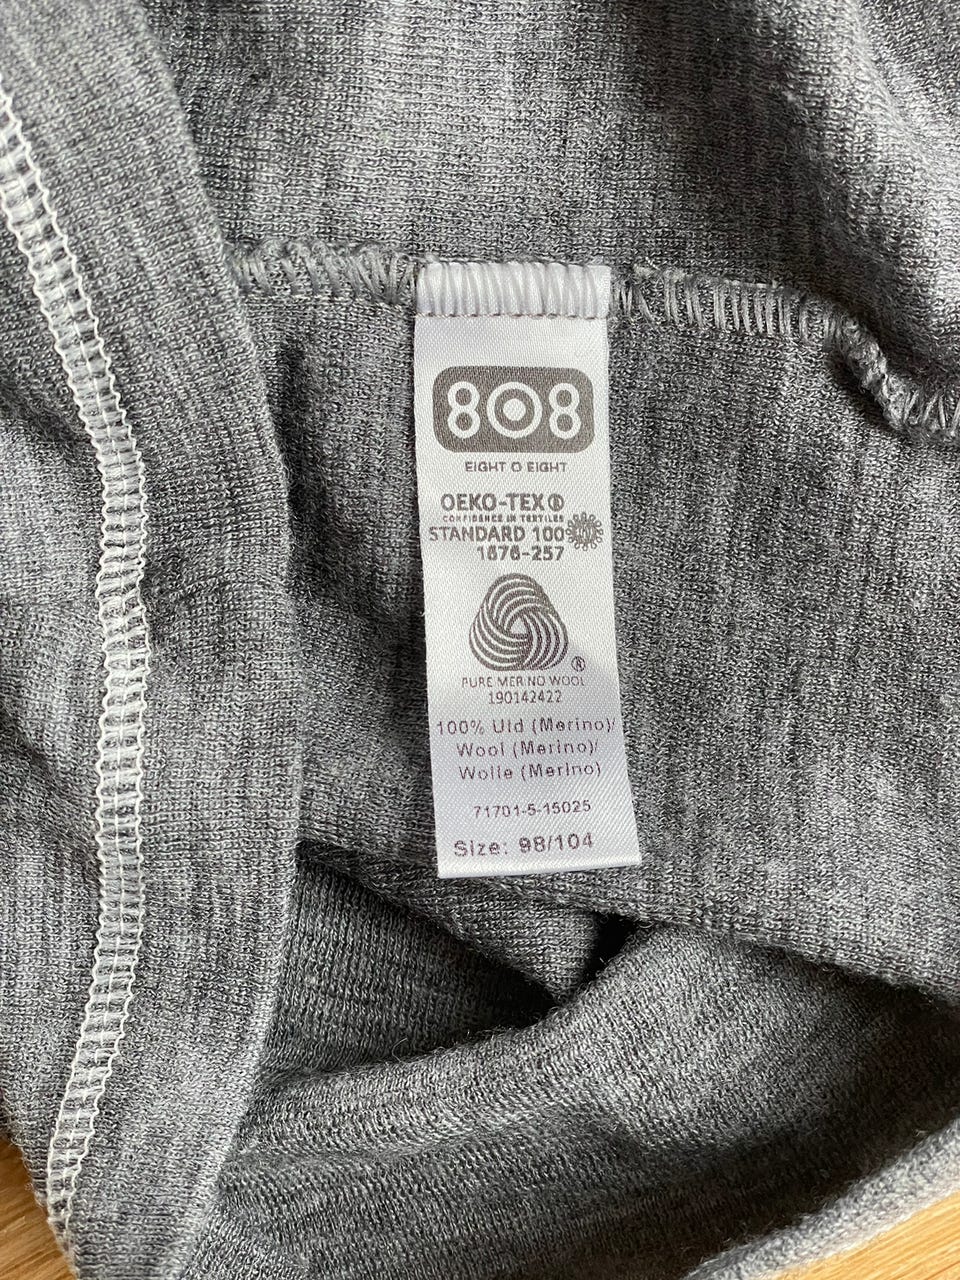 808
EIGHT O EIGHT
OEKO-TEX®
CONFIDENCE IN TEXTILES
STANDARD 100
1676-257
®
PURE MERINO WOOL
190142422
100% Uld (Merino)/
Wool (Merino)/
Wolle (Merino)
71701-5-15025
Size: 98/104